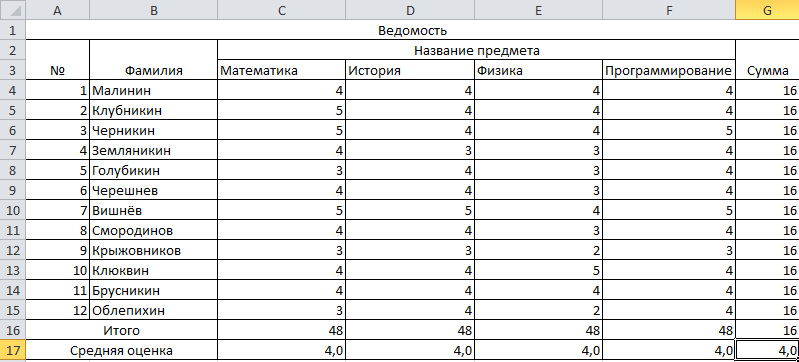 A B C D E F G
1 Ведомость
2 Название предмета
3 № Фамилия Математика История Физика Программирование Сумма
4 1 Малинин 4 4 4 4 16
5 2 Клубникин 5 4 4 4 16
6 3 Черникин 5 4 4 5 16
7 4 Земляникин 4 3 3 4 16
8 5 Голубикин 3 4 3 4 16
9 6 Черешнев 4 4 3 4 16
10 7 Вишнёв 5 5 4 5 16
11 8 Смородинов 4 4 3 4 16
12 9 Крыжовников 3 3 2 3 16
13 10 Клюквин 4 4 5 4 16
14 11 Брусникин 4 4 4 4 16
15 12 Облепихин 3 4 2 4 16
16 Итого 48 48 48 48 16
17 Средняя оценка 4,0 4,0 4,0 4,0 4,0